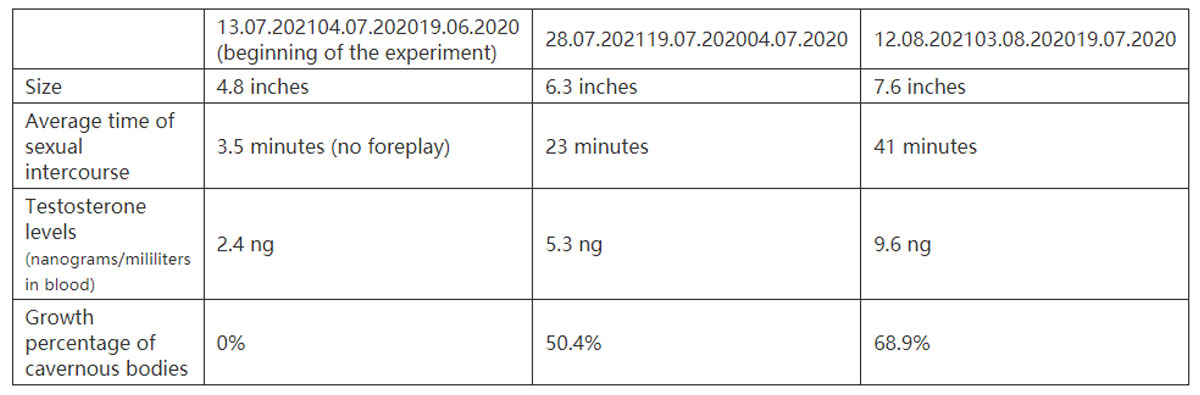 13.07.202104.07.202019.06.2020
(beginning of the experiment)
28.07.202119.07.202004.07.2020
12.08.202103.08.202019.07.2020
Size
4.8 inches
6.3 inches
7.6 inches
Average time of
sexual
intercourse
3.5 minutes (no foreplay)
23 minutes
41 minutes
Testosterone
levels
(nanograms/mililiters
in blood)
2.4 ng
5.3 ng
9.6 ng
Growth
percentage of
cavernous bodies
0%
50.4%
68.9%